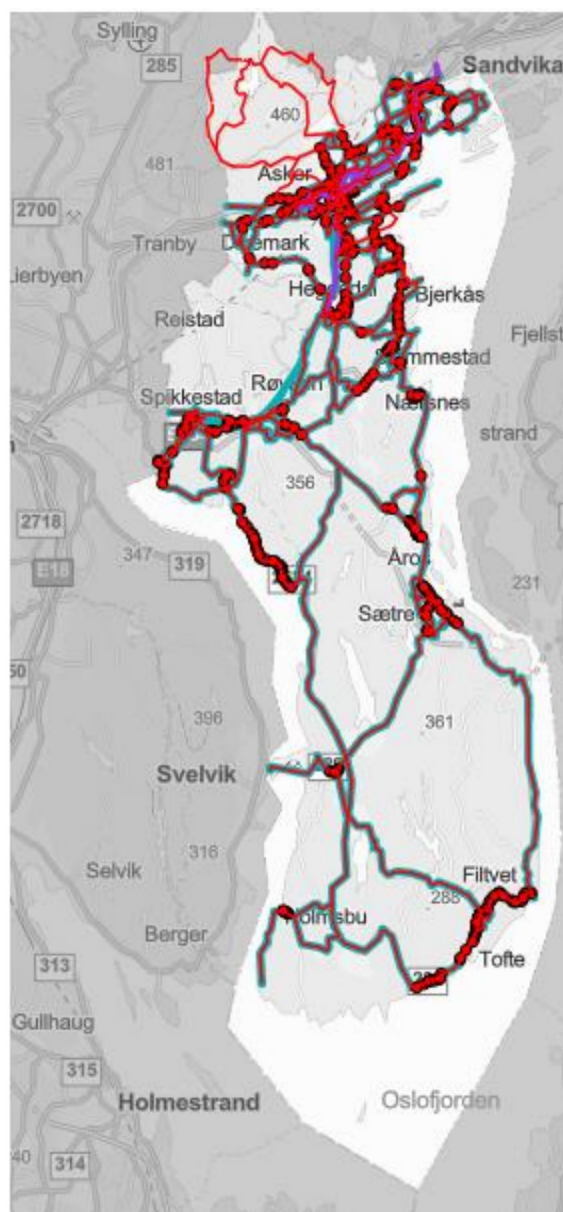 Sylling
285
Sandvika
460
481
Asker
2700
Tranby
Lierbyen
Bjerkås
Reistad
Fjellst
Spikkestad
Nærsnes
strand
356
2718
347
319
E18
231
Sætre
50
396
361
Svelvik
316
Selvik
Filtvet
288
Holmsbu
Berger
Tofte
313
Gullhaug
315
Holmestrand
Oslofjorden
40
314